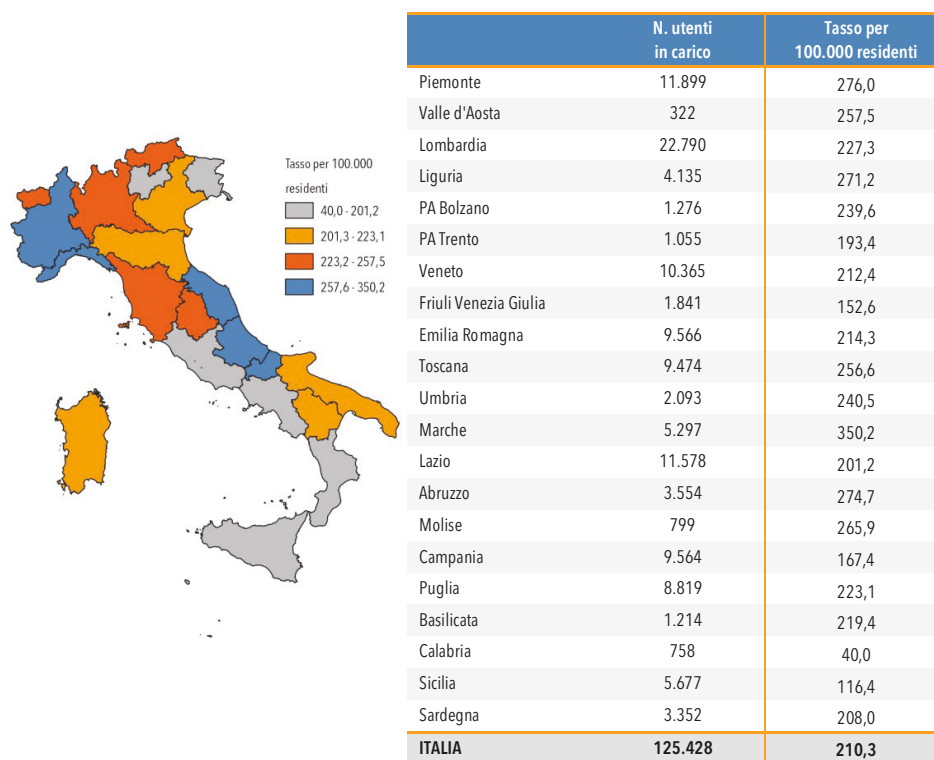 Tasso per 100.000
residenti
40,0 - 201,2
201,3 - 223,1
223,2 - 257,5
257,6 - 350,2
N. utenti in carico Tasso per 100.000 residenti
Piemonte 11.899 276,0
Valle d'Aosta 322 257,5
Lombardia 22.790 227,3
Liguria 4.135 271,2
PA Bolzano 1.276 239,6
PA Trento 1.055 193,4
Veneto 10.365 212,4
Friuli Venezia Giulia 1.841 152,6
Emilia Romagna 9.566 214,3
Toscana 9.474 256,6
Umbria 2.093 240,5
Marche 5.297 350,2
Lazio 11.578 201,2
Abruzzo 3.554 274,7
Molise 799 265,9
Campania 9.564 167,4
Puglia 8.819 223,1
Basilicata 1.214 219,4
Calabria 758 40,0
Sicilia 5.677 116,4
Sardegna 3.352 208,0
ITALIA 125.428 210,3